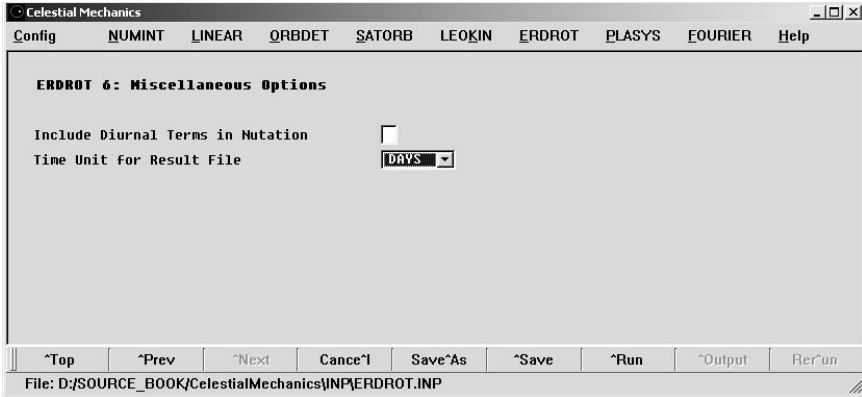 Celestial Mechanics
Config NUMINT LINEAR ORBDET SATORB LEOKIN ERDROT PLASYS FOURIER Help
ERDROT 6: Miscellaneous Options
Include Diurnal Terms in Nutation
Time Unit for Result File DAYS
^Top ^Prev ^Next Cance^l Save^As ^Save ^Run ^Output Rer^un
File: D:/SOURCE_BOOK/CelestialMechanics\INP\ERDROT.INP